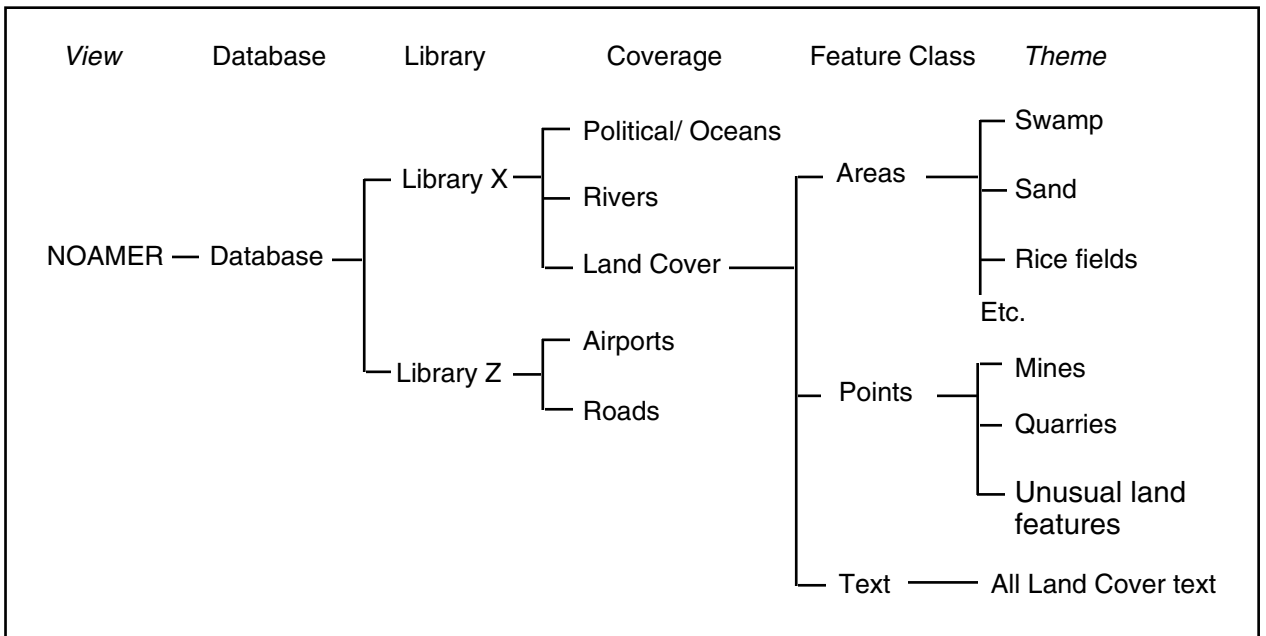 View Database Library Coverage Feature Class Theme
Swamp
Political/ Oceans
Areas
Library X
Sand
Rivers
NOAMER Database
Land Cover
Rice fields
Etc.
Airports
Library Z
Mines
Points
Roads
Quarries
Unusual land
features
Text All Land Cover text